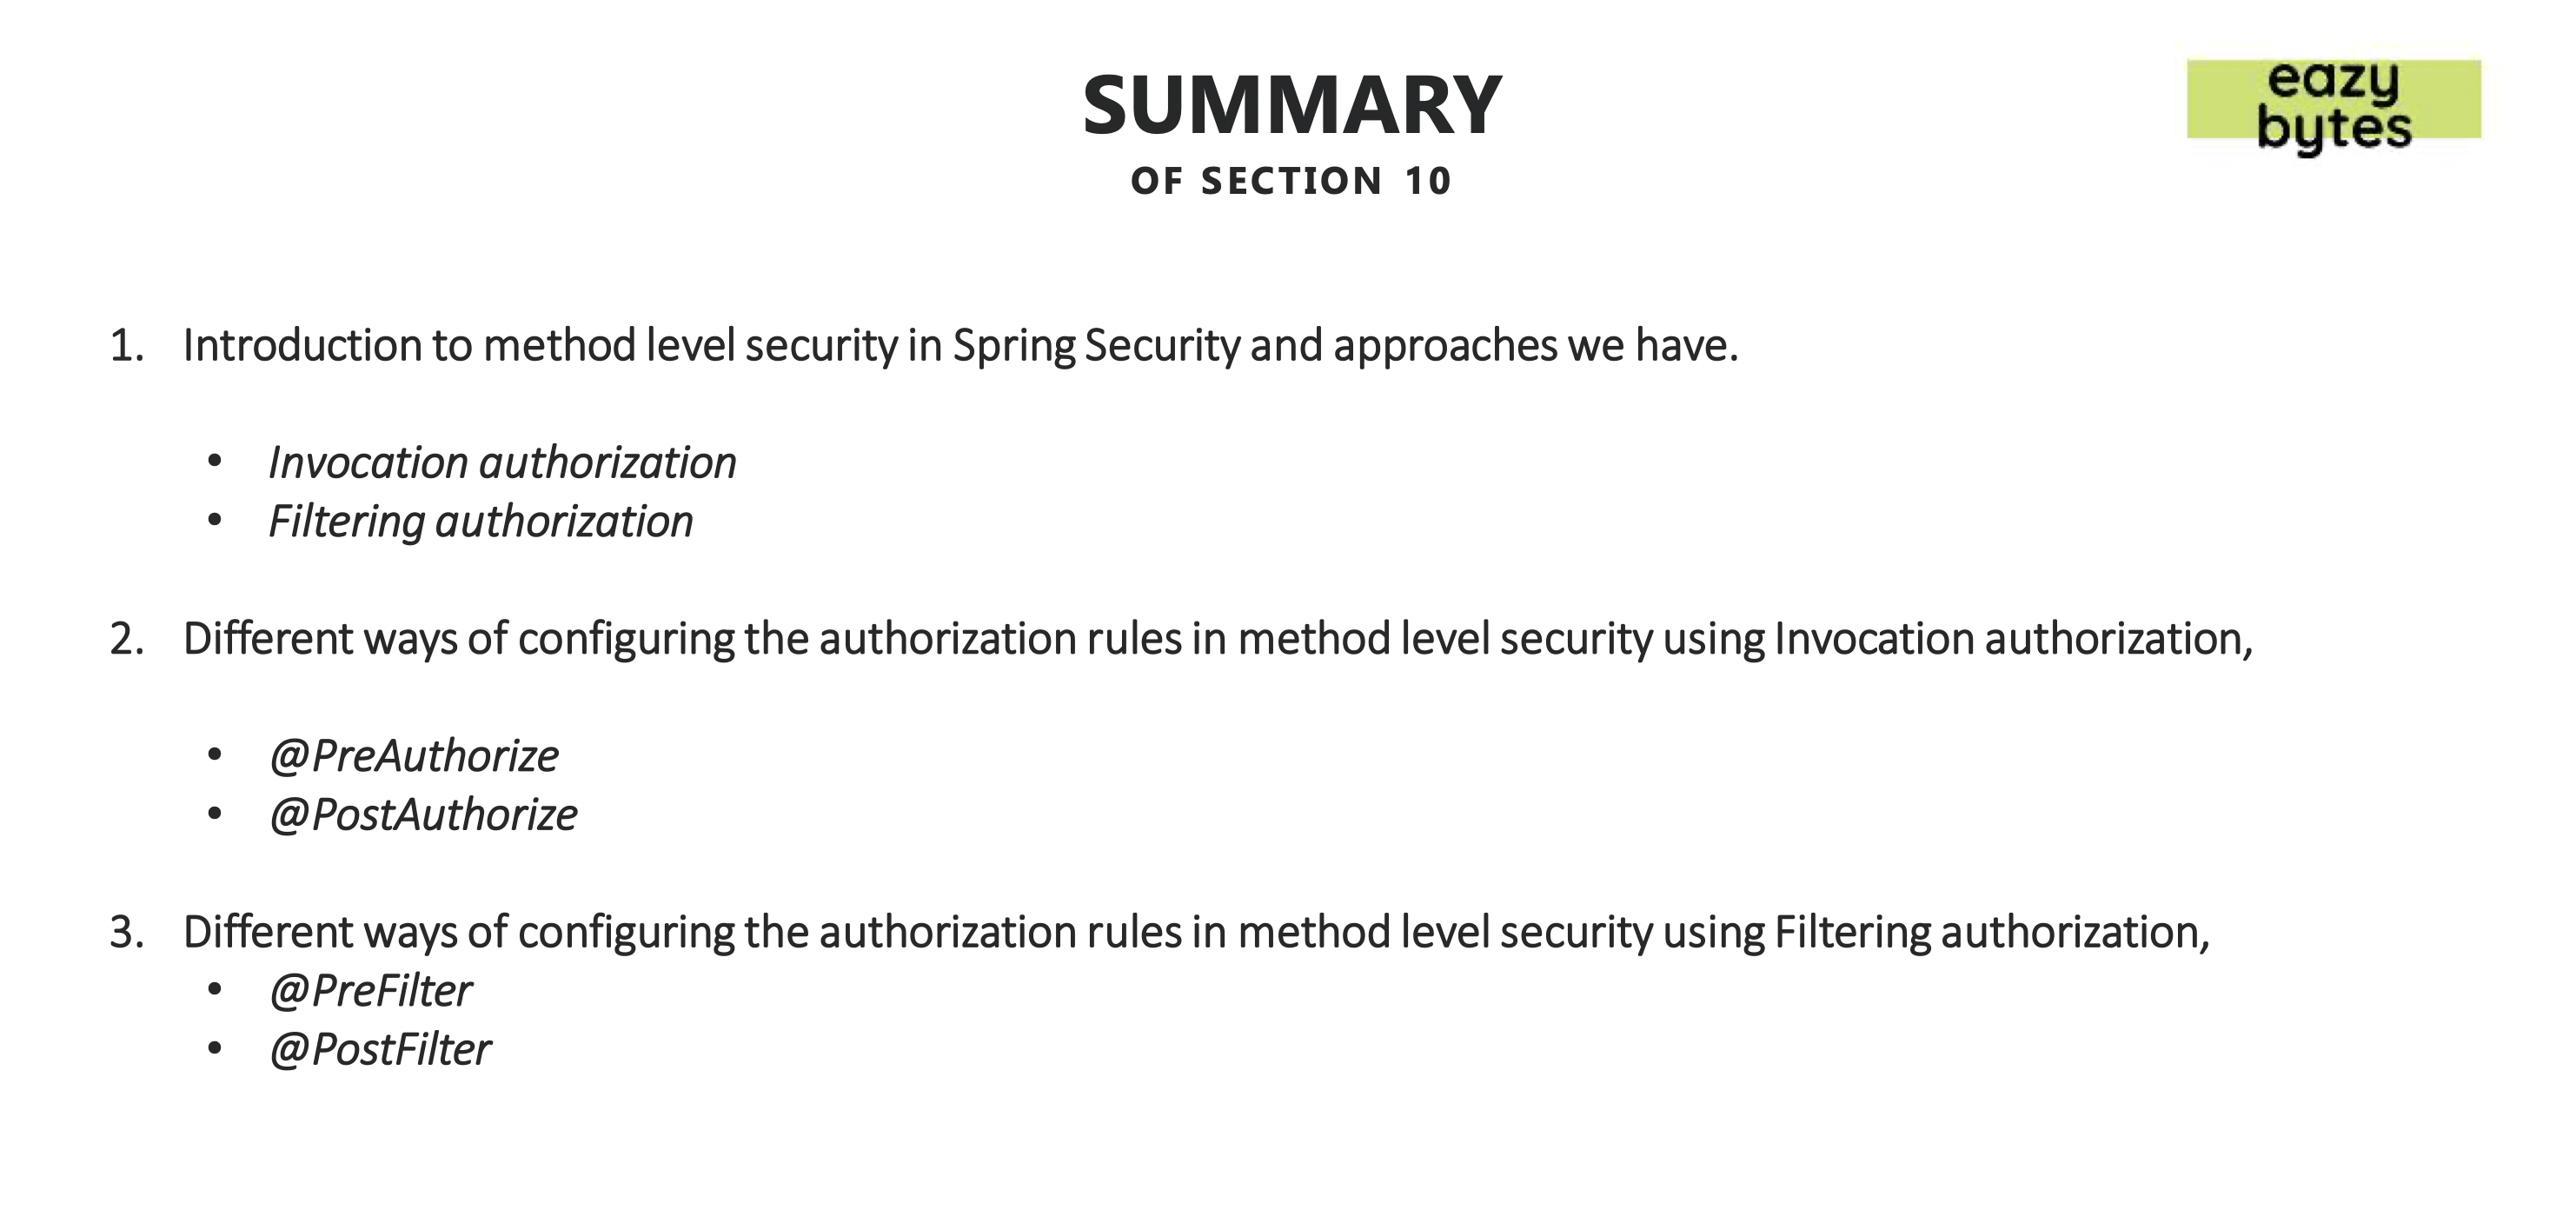 SUMMARY
OF SECTION 10
eazy
bytes
1. Introduction to method level security in Spring Security and approaches we have.
• Invocation authorization
• Filtering authorization
2. Different ways of configuring the authorization rules in method level security using Invocation authorization,
• @PreAuthorize
• @PostAuthorize
3. Different ways of configuring the authorization rules in method level security using Filtering authorization,
• @PreFilter
• @PostFilter